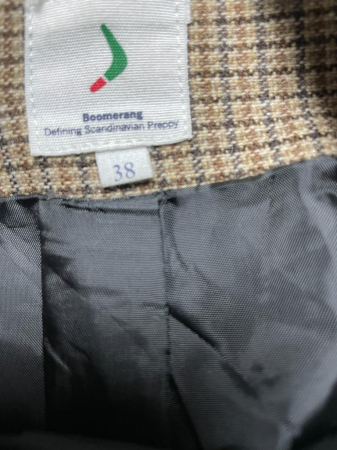 Boomerang
Defining Scandinavian Preppy
38